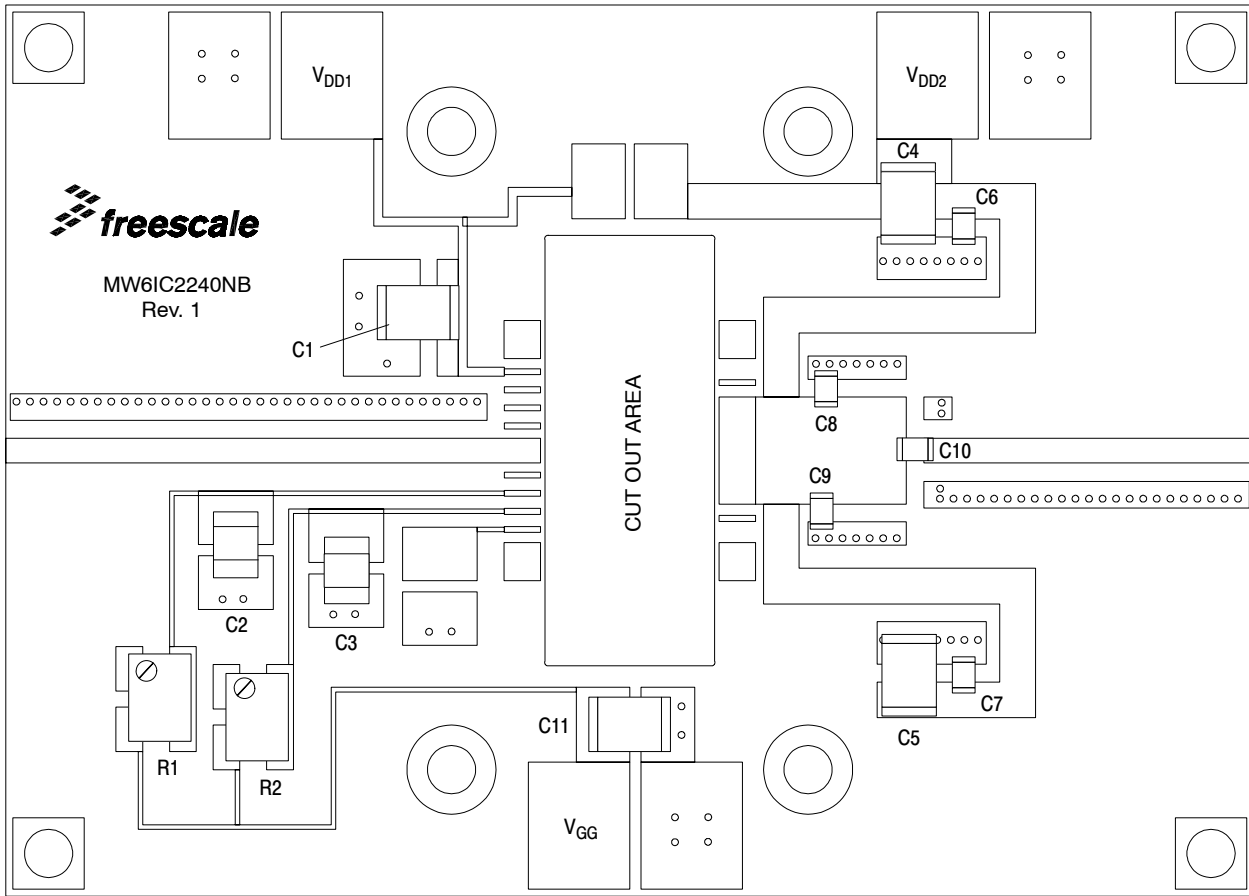 VDD1
VDD2
C4
C6
freescale
MW6IC2240NB
Rev. 1
C1
CUT OUT AREA
C8
C10
C9
C2
C3
C7
C11
C5
R1
R2
VGG